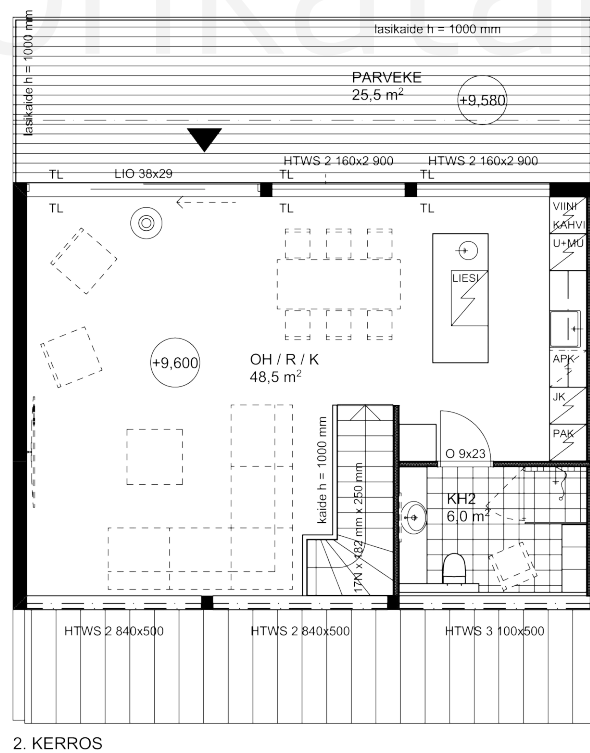 lasikaide h = 1000 mm
lasikaide h = 1000 mm
PARVEKE
25,5 m²
+9,580
HTWS 2 160x2 900
HTWS 2 160x2 900
TL
LIO 38x29
TL
TL
TL
TL
TL
VIINI
KAHVI
U+MU
LIESI
+9,600
OH / R / K
48,5 m²
APK
JK
PAK
kaide h = 1000 mm
17N x 182 mm x 250 mm
O 9x23
KH2
6,0 m²
HTWS 2 840x500
HTWS 2 840x500
HTWS 3 100x500
2. KERROS